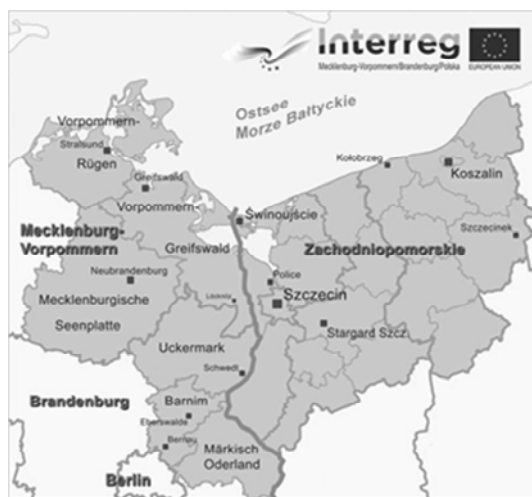 Interreg
Mecklenburg-Vorpommern/Brandenburg/Polska
EUROPEAN UNION
Ostsee
Morze Bałtyckie
Vorpommern-
Stralsund
Rügen
Greifswald
Vorpommern-
Greifswald
Świnoujście
Kołobrzeg
Koszalin
Szczecinek
Mecklenburg-
Vorpommern
Zachodniopomorskie
Neubrandenburg
Mecklenburgische
Seenplatte
Police
Szczecin
Löcknitz
Stargard Szcz.
Uckermark
Schwedt
Brandenburg
Barnim
Eberswalde
Bernau
Märkisch
Oderland
Berlin